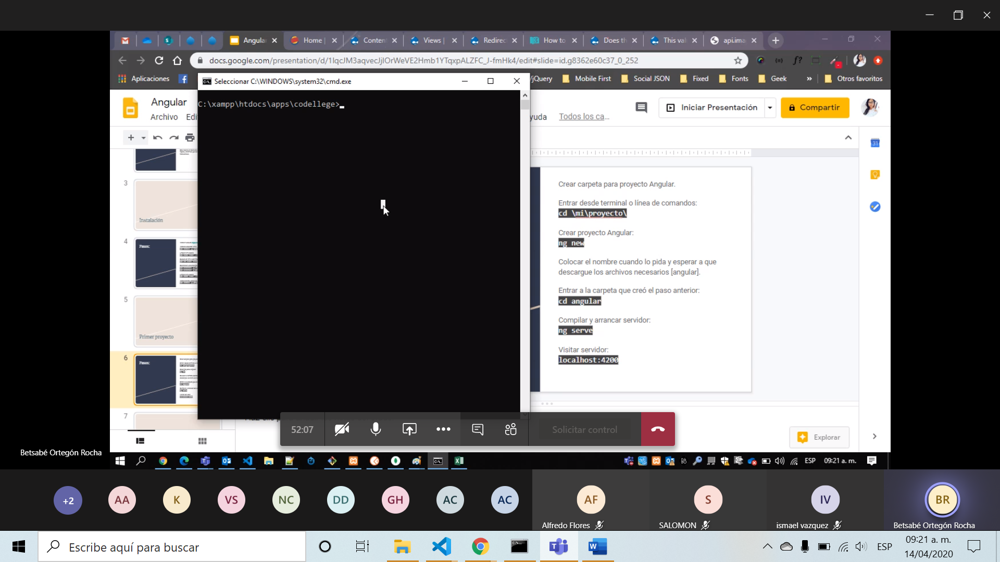 Angular
Home |
Conten
Views |
Redirec
How to
Does th
This val
api.ima
docs.google.com/presentation/d/1IqcJM3aqvecJjIOrWeVE2Hmb1YTqxpALZFC_J-fmHk4/edit#slide=id.g8362e60c37_0_252
Aplicaciones
/jQuery
Mobile First
Social JSON
Fixed
Fonts
Geek
»
Otros favoritos
Seleccionar C:\WINDOWS\system32\cmd.exe
C:\xampp\htdocs\apps\codellege>
Angular
Archivo
Edi
yuda
Todos los ca...
Iniciar Presentación
Compartir
3
Instalación
4
Pasos:
5
Primer proyecto
6
Pasos:
7
Crear carpeta para proyecto Angular.
Entrar desde terminal o línea de comandos:
cd \mi\proyecto\
Crear proyecto Angular:
ng new
Colocar el nombre cuando lo pida y esperar a que
descargue los archivos necesarios [angular].
Entrar a la carpeta que creó el paso anterior:
cd angular
Compilar y arrancar servidor:
ng serve
Visitar servidor:
localhost:4200
52:07
Solicitar control
Explorar
Betsabé Ortegón Rocha
ESP
09:21 a. m.
+2
AA
K
VS
NC
DD
GH
AC
AC
AF
Alfredo Flores
S
SALOMON
IV
ismael vazquez
BR
Betsabé Ortegón Rocha
Escribe aquí para buscar
ESP
09:21 a. m.
14/04/2020